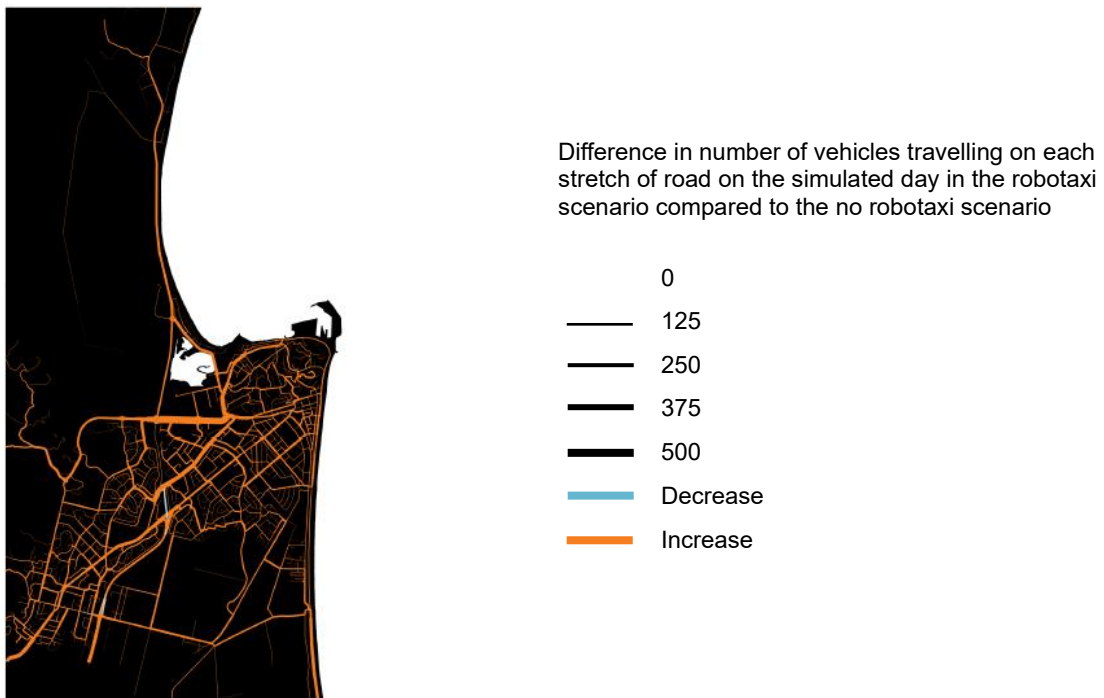 Difference in number of vehicles travelling on each
stretch of road on the simulated day in the robotaxi
scenario compared to the no robotaxi scenario
0
125
250
375
500
Decrease
Increase